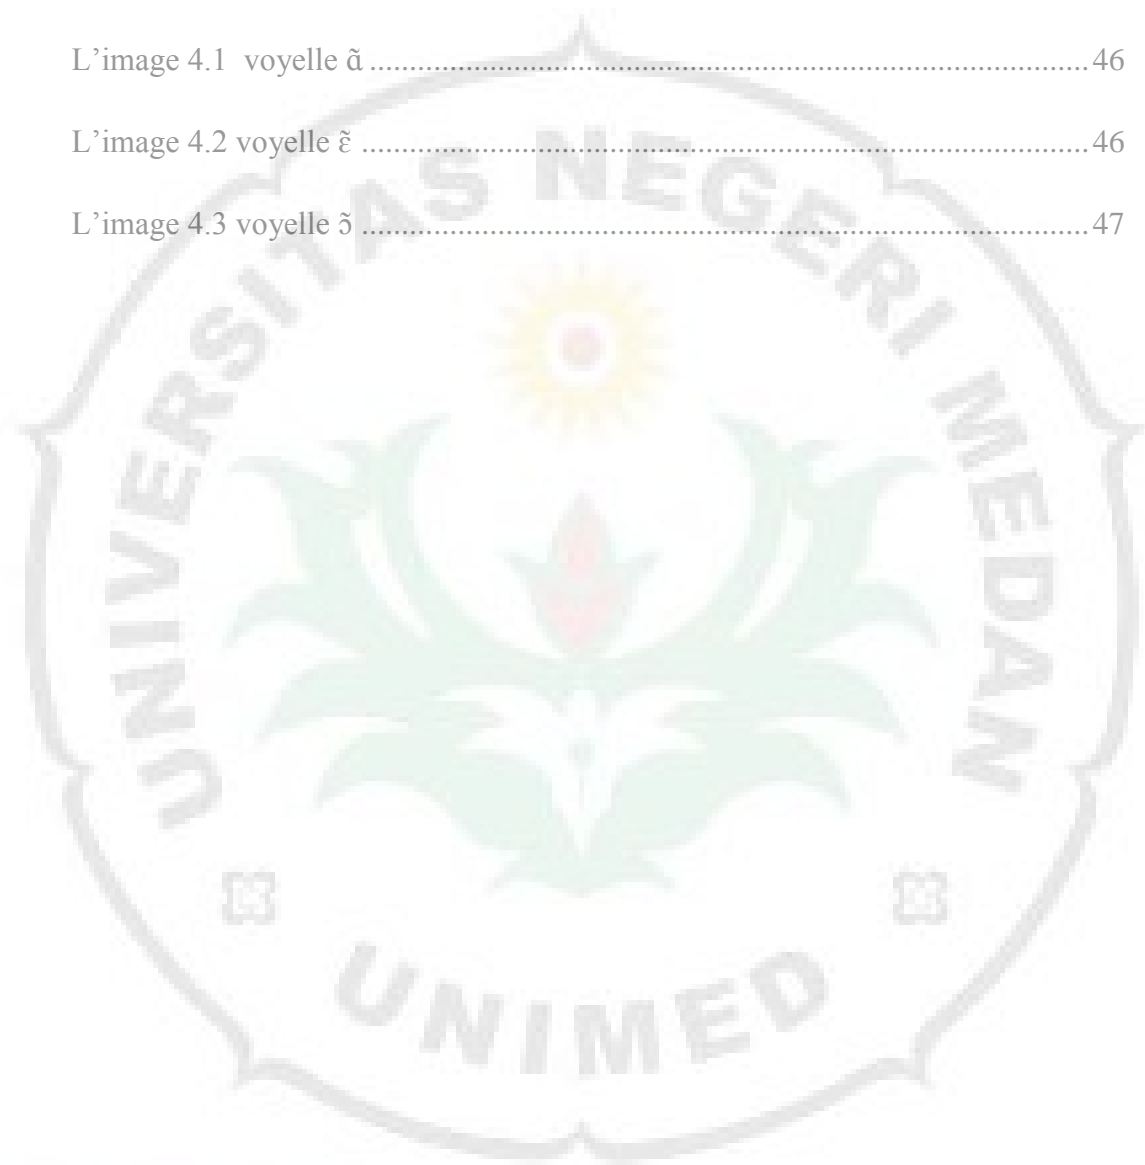 L’image 4.1 voyelle ɑ̃ ........................................................................................... 46
L’image 4.2 voyelle ɛ̃ ............................................................................................ 46
L’image 4.3 voyelle ɔ̃ ............................................................................................ 47
UNIVERSITAS NEGERI MEDAN
UNIMED